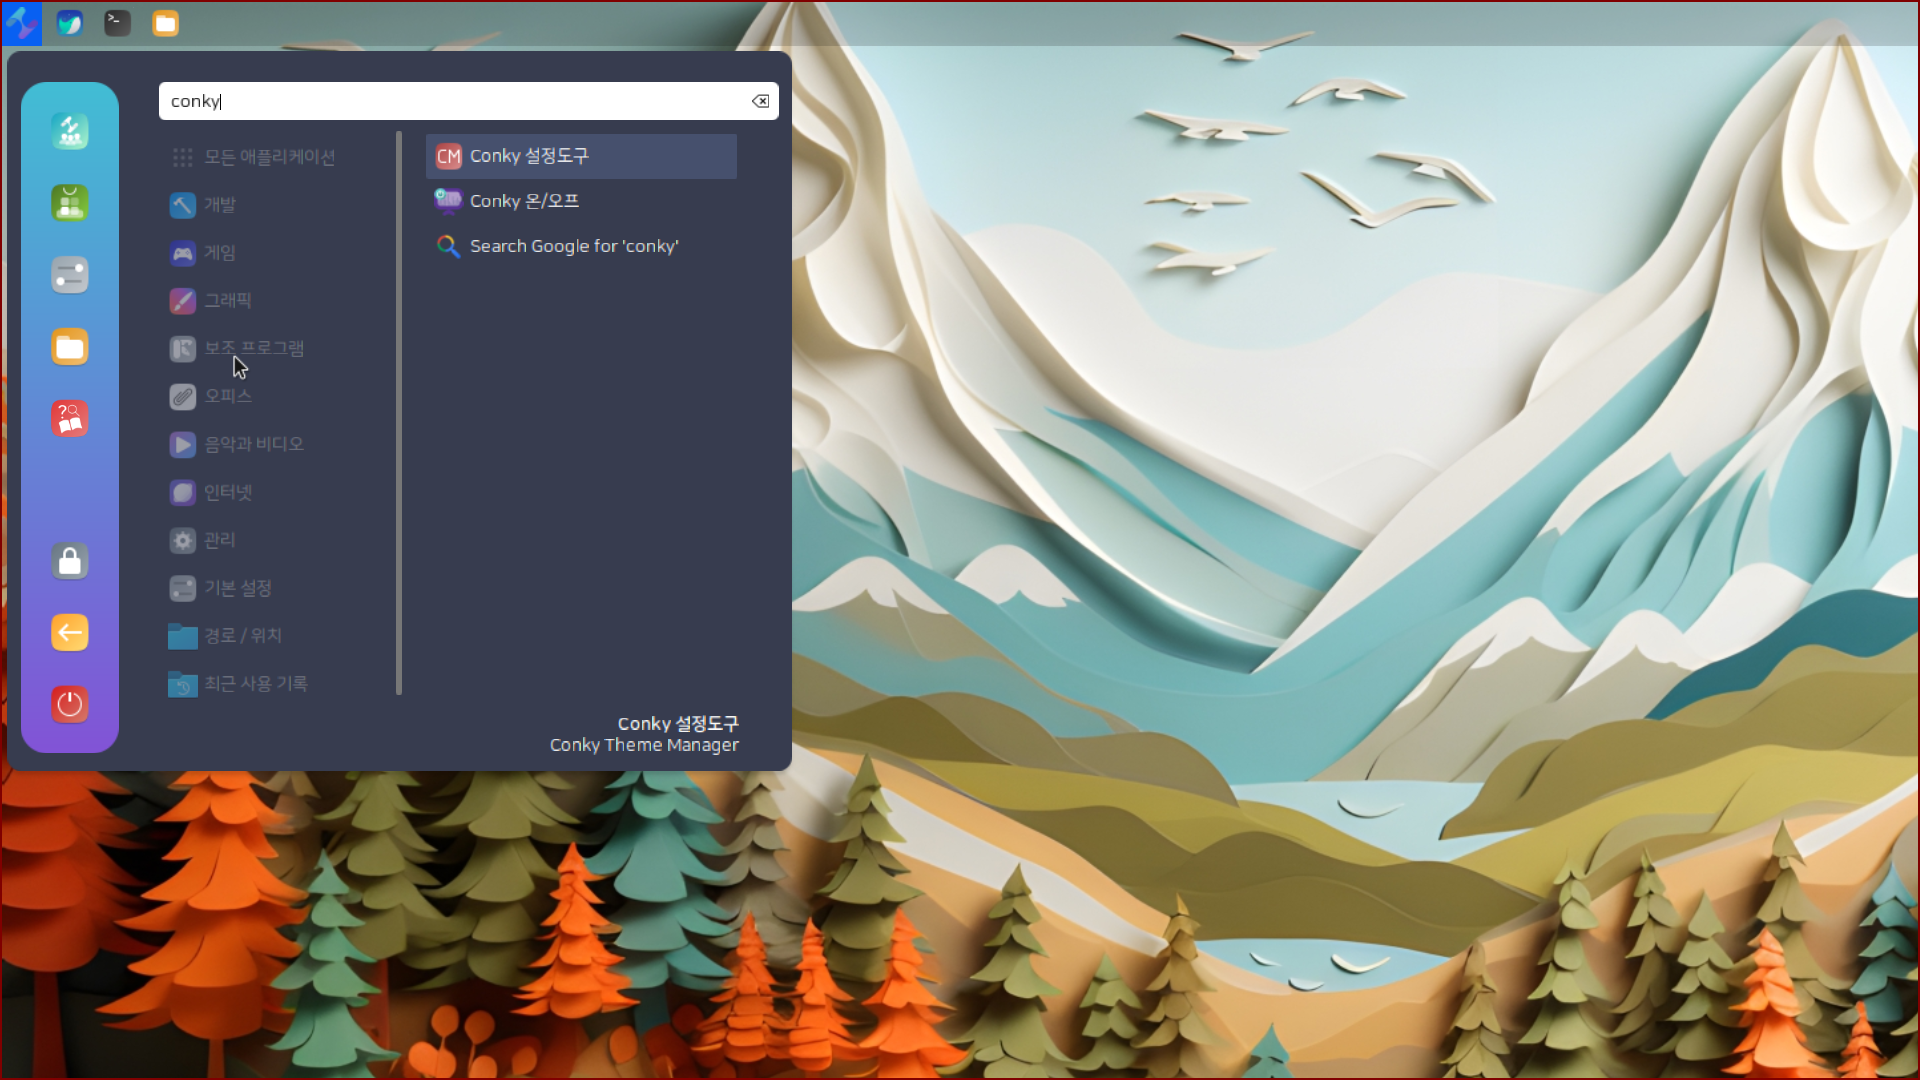 conky
모든 애플리케이션
개발
게임
그래픽
보조 프로그램
오피스
음악과 비디오
인터넷
관리
기본 설정
경로 / 위치
최근 사용 기록
CM Conky 설정도구
Conky 온/오프
Search Google for 'conky'
Conky 설정도구
Conky Theme Manager